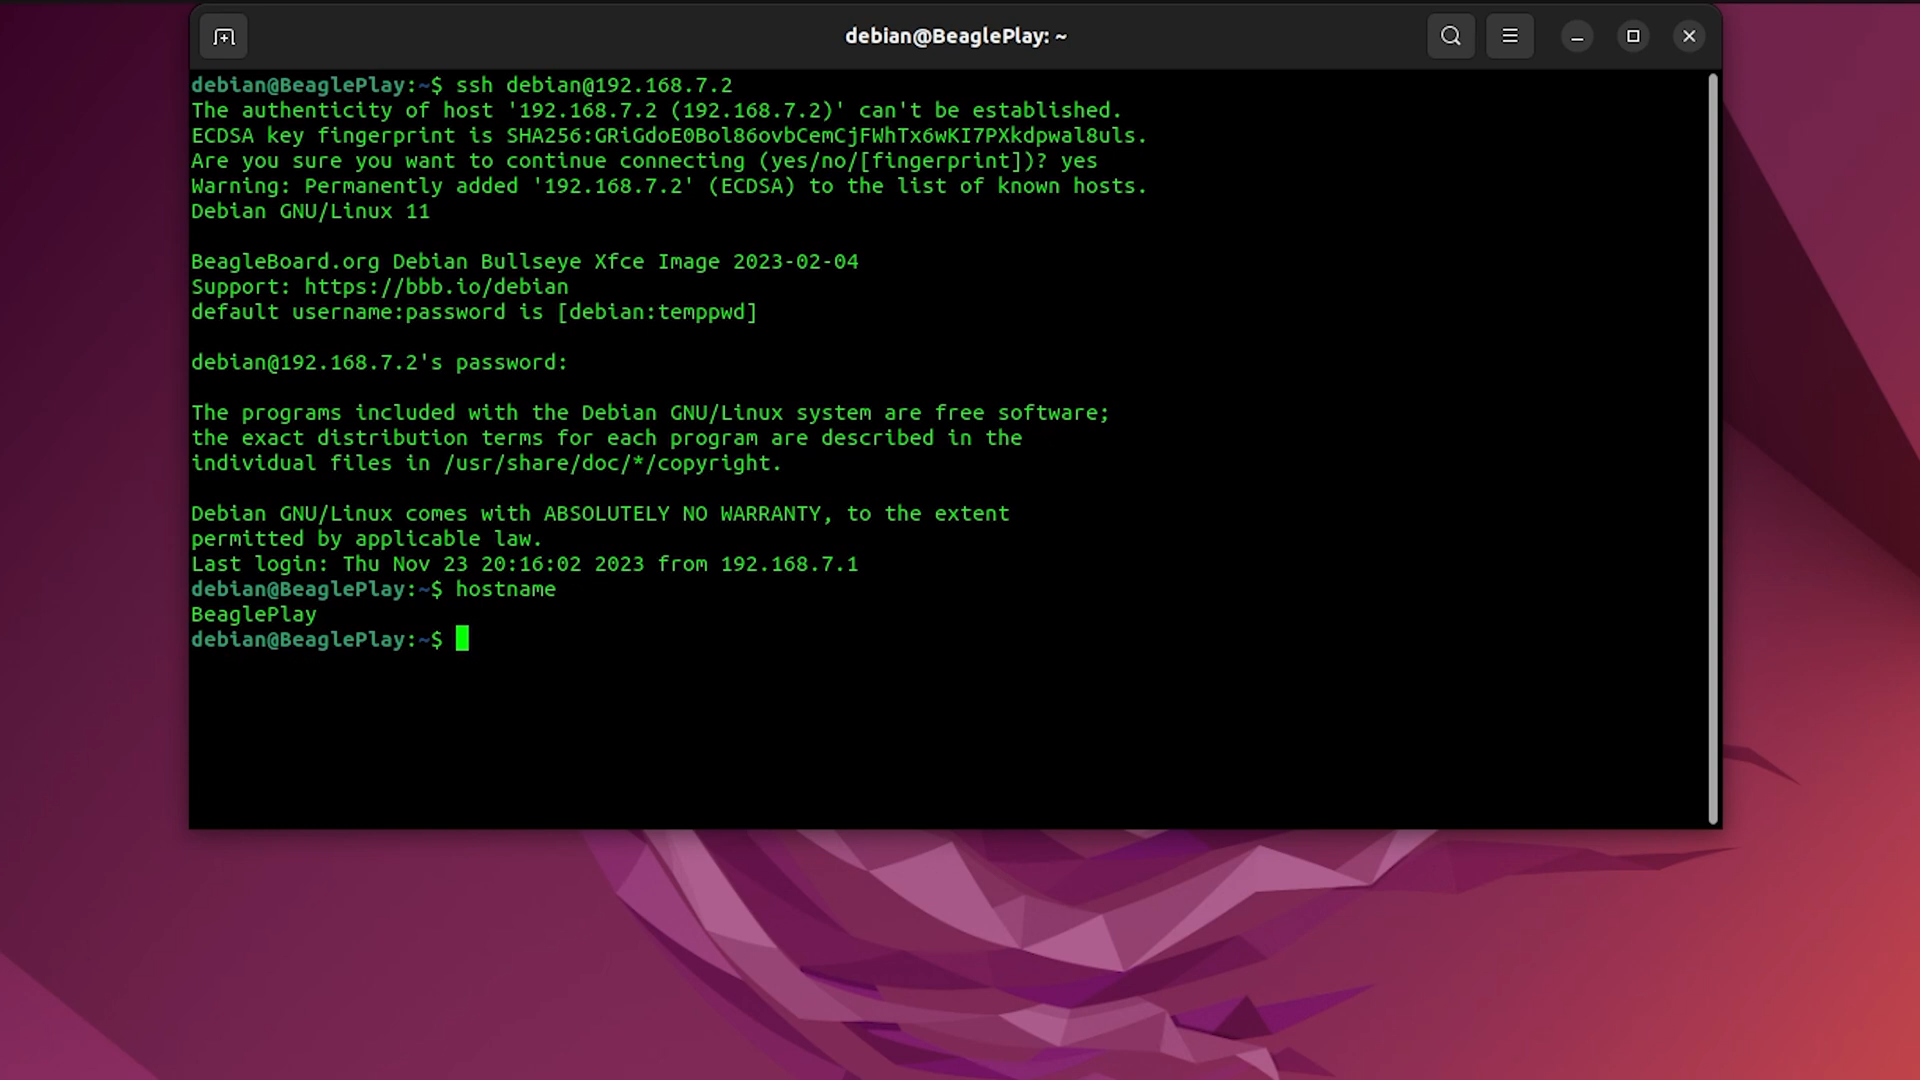 debian@BeaglePlay: ~
debian@BeaglePlay:~$ ssh debian@192.168.7.2
The authenticity of host '192.168.7.2 (192.168.7.2)' can't be established.
ECDSA key fingerprint is SHA256:GRiGdoE0Bol86ovbCemCjFWhTx6wKI7PXkdpwal8uls.
Are you sure you want to continue connecting (yes/no/[fingerprint])? yes
Warning: Permanently added '192.168.7.2' (ECDSA) to the list of known hosts.
Debian GNU/Linux 11
BeagleBoard.org Debian Bullseye Xfce Image 2023-02-04
Support: https://bbb.io/debian
default username:password is [debian:temppwd]
debian@192.168.7.2's password:
The programs included with the Debian GNU/Linux system are free software;
the exact distribution terms for each program are described in the
individual files in /usr/share/doc/*/copyright.
Debian GNU/Linux comes with ABSOLUTELY NO WARRANTY, to the extent
permitted by applicable law.
Last login: Thu Nov 23 20:16:02 2023 from 192.168.7.1
debian@BeaglePlay:~$ hostname
BeaglePlay
debian@BeaglePlay:~$